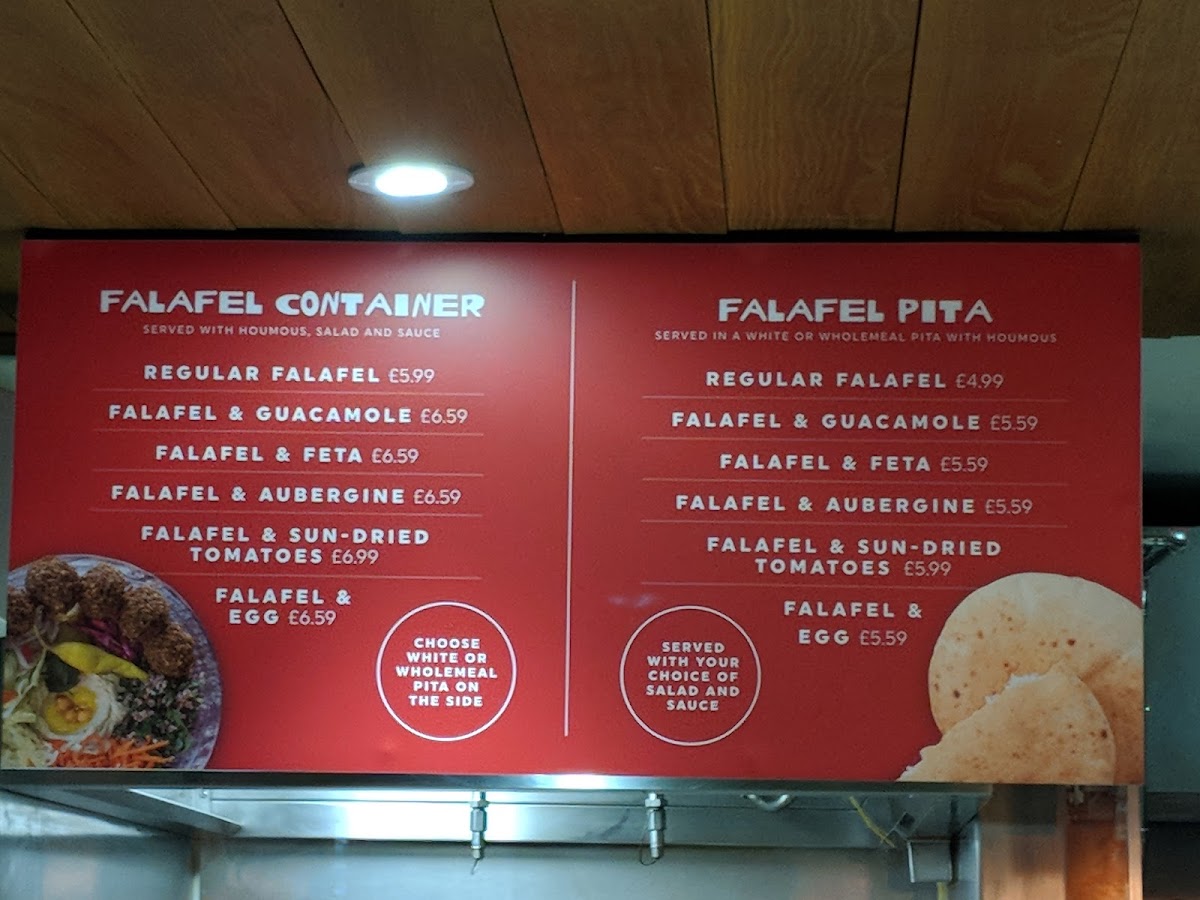 FALAFEL CONTAINER
SERVED WITH HOUMOUS, SALAD AND SAUCE
REGULAR FALAFEL £5.99
FALAFEL & GUACAMOLE £6.59
FALAFEL & FETA £6.59
FALAFEL & AUBERGINE £6.59
FALAFEL & SUN-DRIED
TOMATOES £6.99
FALAFEL &
EGG £6.59
CHOOSE
WHITE OR
WHOLEMEAL
PITA ON
THE SIDE
FALAFEL PITA
SERVED IN A WHITE OR WHOLEMEAL PITA WITH HOUMOUS
REGULAR FALAFEL £4.99
FALAFEL & GUACAMOLE £5.59
FALAFEL & FETA £5.59
FALAFEL & AUBERGINE £5.59
FALAFEL & SUN-DRIED
TOMATOES £5.99
FALAFEL &
EGG £5.59
SERVED
WITH YOUR
CHOICE OF
SALAD AND
SAUCE